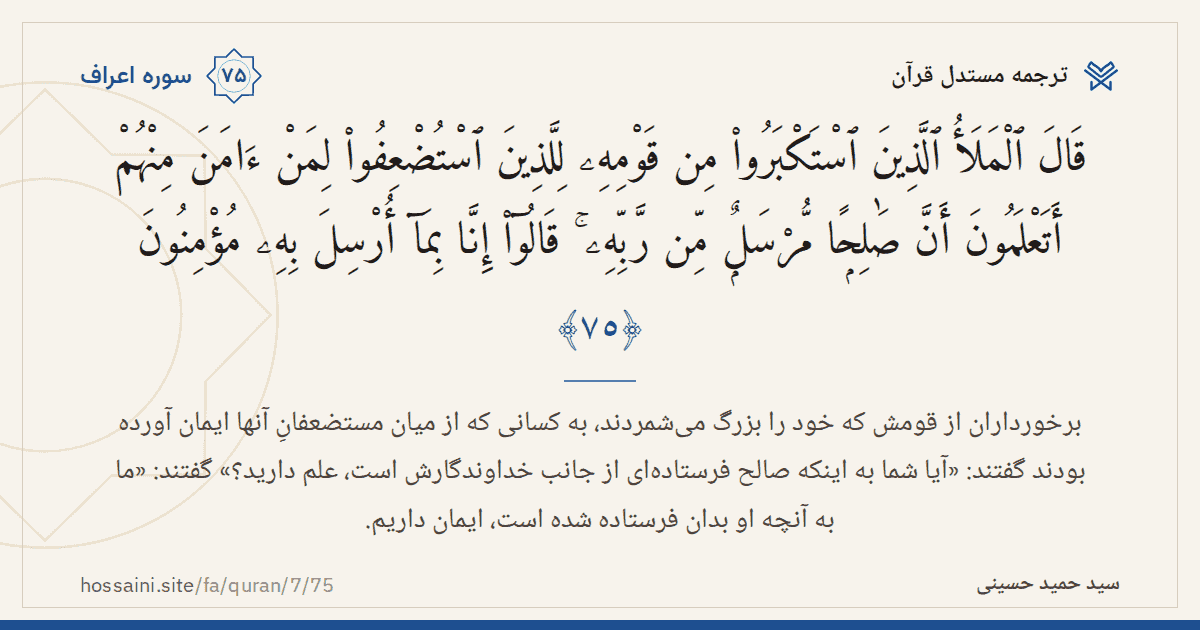 ترجمه مستدل قرآن
۷۵ سوره اعراف
قَالَ ٱلْمَلَأُ ٱلَّذِينَ ٱسْتَكْبَرُوا۟ مِن قَوْمِهِۦ لِلَّذِينَ ٱسْتُضْعِفُوا۟ لِمَنْ ءَامَنَ مِنْهُمْ
أَتَعْلَمُونَ أَنَّ صَـٰلِحًۭا مُّرْسَلٌۭ مِّن رَّبِّهِۦ ۚ قَالُوٓا۟ إِنَّا بِمَآ أُرْسِلَ بِهِۦ مُؤْمِنُونَ
﴿٧٥﴾
برخورداران از قومش که خود را بزرگ می‌شمردند، به کسانی که از میان مستضعفانِ آنها ایمان آورده
بودند گفتند: «آیا شما به اینکه صالح فرستاده‌ای از جانب خداوندگارش است، علم دارید؟» گفتند: «ما
به آنچه او بدان فرستاده شده است، ایمان داریم.
سید حمید حسینی
hossaini.site/fa/quran/7/75